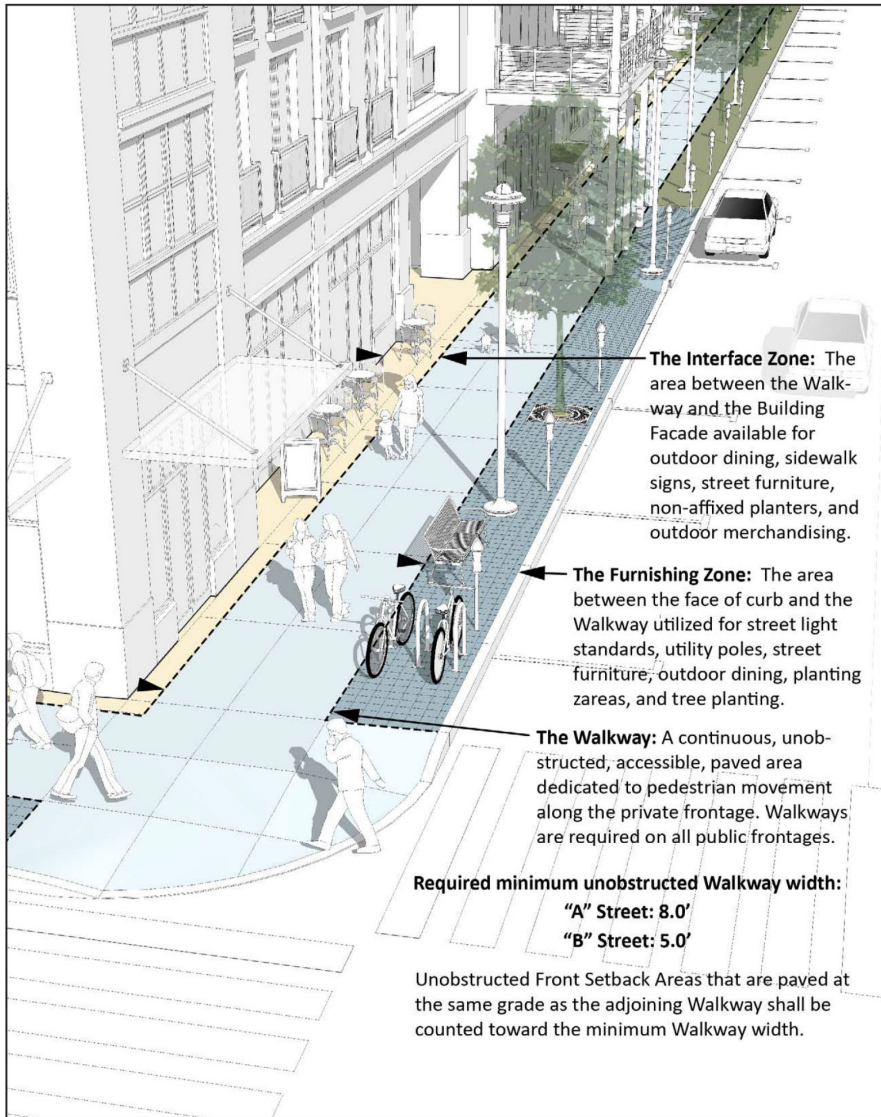 The Interface Zone: The
area between the Walk-
way and the Building
Facade available for
outdoor dining, sidewalk
signs, street furniture,
non-affixed planters, and
outdoor merchandising.
The Furnishing Zone: The area
between the face of curb and the
Walkway utilized for street light
standards, utility poles, street
furniture, outdoor dining, planting
zareas, and tree planting.
The Walkway: A continuous, unob-
structed, accessible, paved area
dedicated to pedestrian movement
along the private frontage. Walkways
are required on all public frontages.
Required minimum unobstructed Walkway width:
“A” Street: 8.0’
“B” Street: 5.0’
Unobstructed Front Setback Areas that are paved at
the same grade as the adjoining Walkway shall be
counted toward the minimum Walkway width.